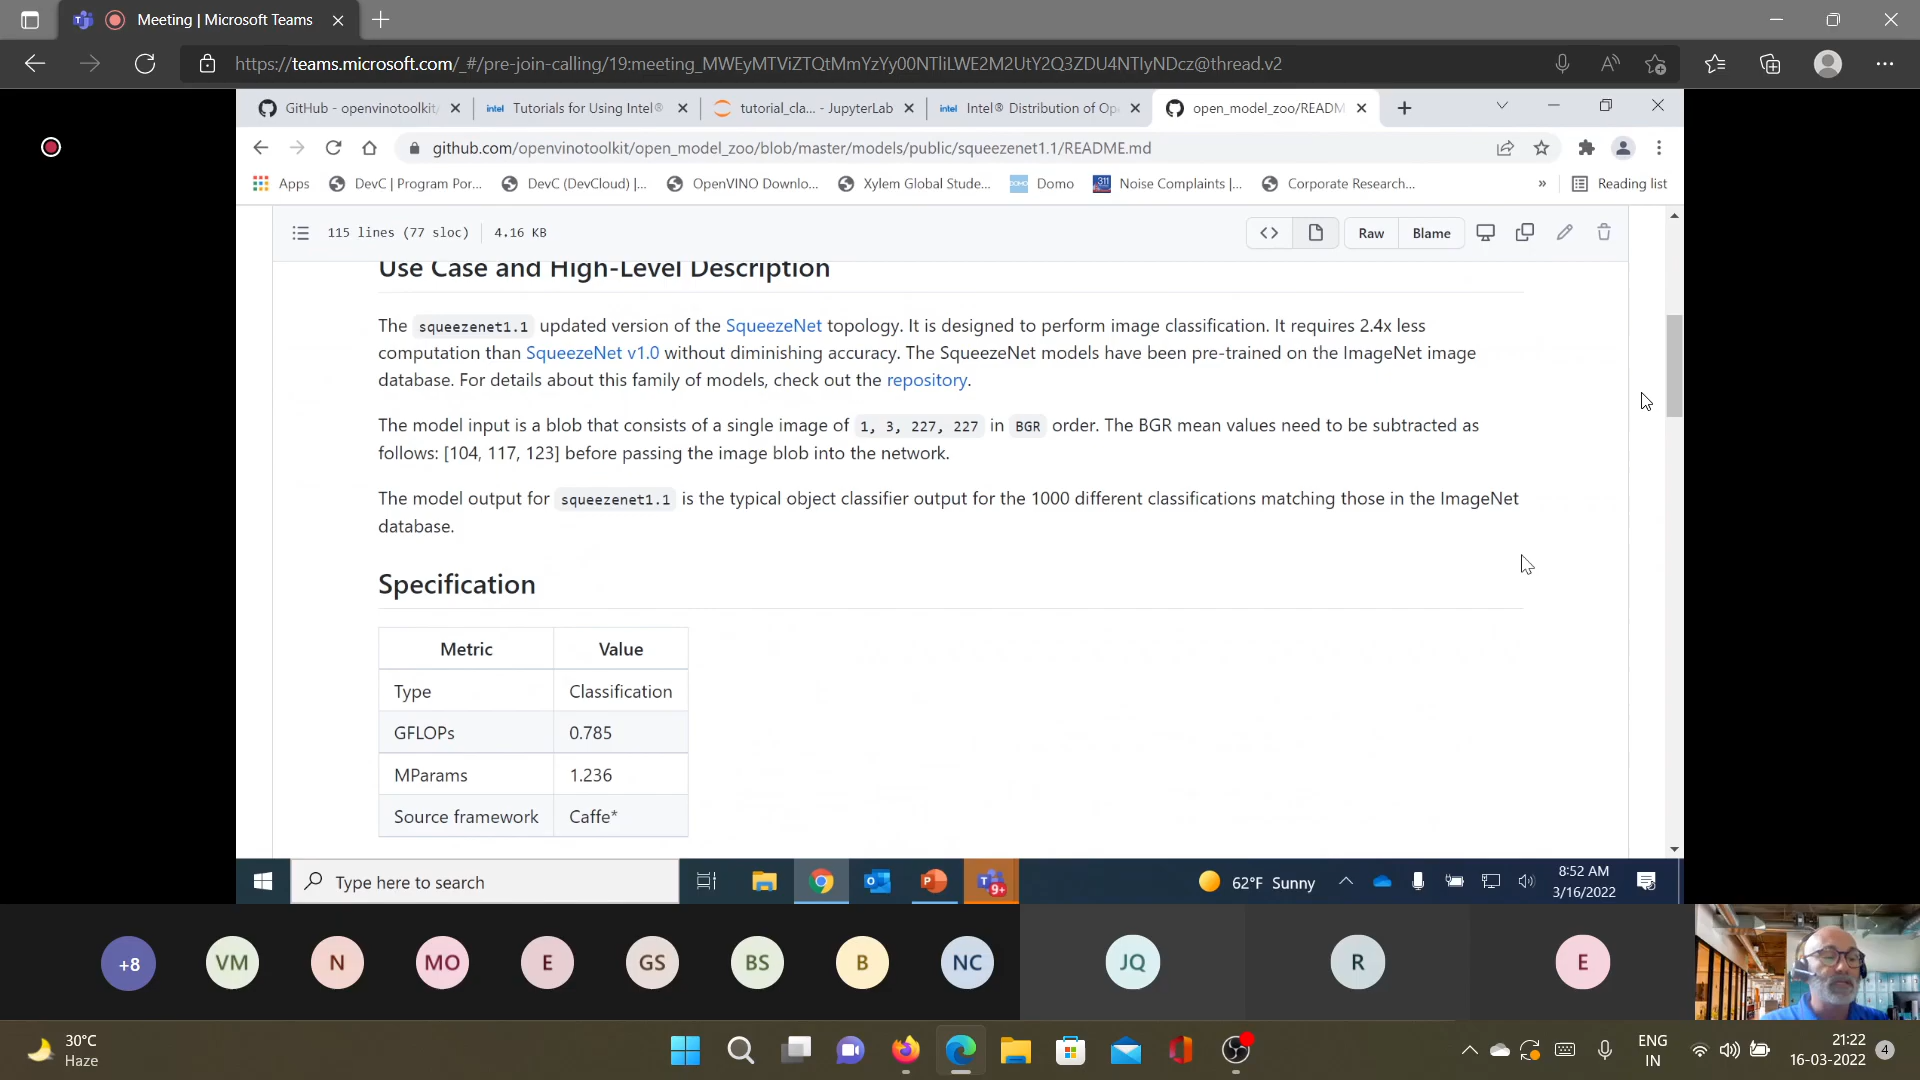 Meeting | Microsoft Teams
https://teams.microsoft.com/_#/pre-join-calling/19:meeting_MWEyMTViZTQtMmYzYy00NTliLWE2M2UtY2Q3ZDU4NTIyNDcz@thread.v2
GitHub - openvinotoolkit/
intel Tutorials for Using Intel®
tutorial_cla... - JupyterLab
intel Intel® Distribution of Op
open_model_zoo/READM
github.com/openvinotoolkit/open_model_zoo/blob/master/models/public/squeezenet1.1/README.md
Apps DevC | Program Por... DevC (DevCloud) |... OpenVINO Downlo... Xylem Global Stude... DOMO Domo 311 Noise Complaints |... Corporate Research... » Reading list
115 lines (77 sloc) 4.16 KB Raw Blame
Use Case and High-Level Description
The squeezenet1.1 updated version of the SqueezeNet topology. It is designed to perform image classification. It requires 2.4x less
computation than SqueezeNet v1.0 without diminishing accuracy. The SqueezeNet models have been pre-trained on the ImageNet image
database. For details about this family of models, check out the repository.
The model input is a blob that consists of a single image of 1, 3, 227, 227 in BGR order. The BGR mean values need to be subtracted as
follows: [104, 117, 123] before passing the image blob into the network.
The model output for squeezenet1.1 is the typical object classifier output for the 1000 different classifications matching those in the ImageNet
database.
Specification
Metric Value
Type Classification
GFLOPs 0.785
MParams 1.236
Source framework Caffe*
Type here to search
9+
62°F Sunny
8:52 AM
3/16/2022
+8 VM N MO E GS BS B NC JQ R E
30°C
Haze
ENG
IN
21:22
16-03-2022
4